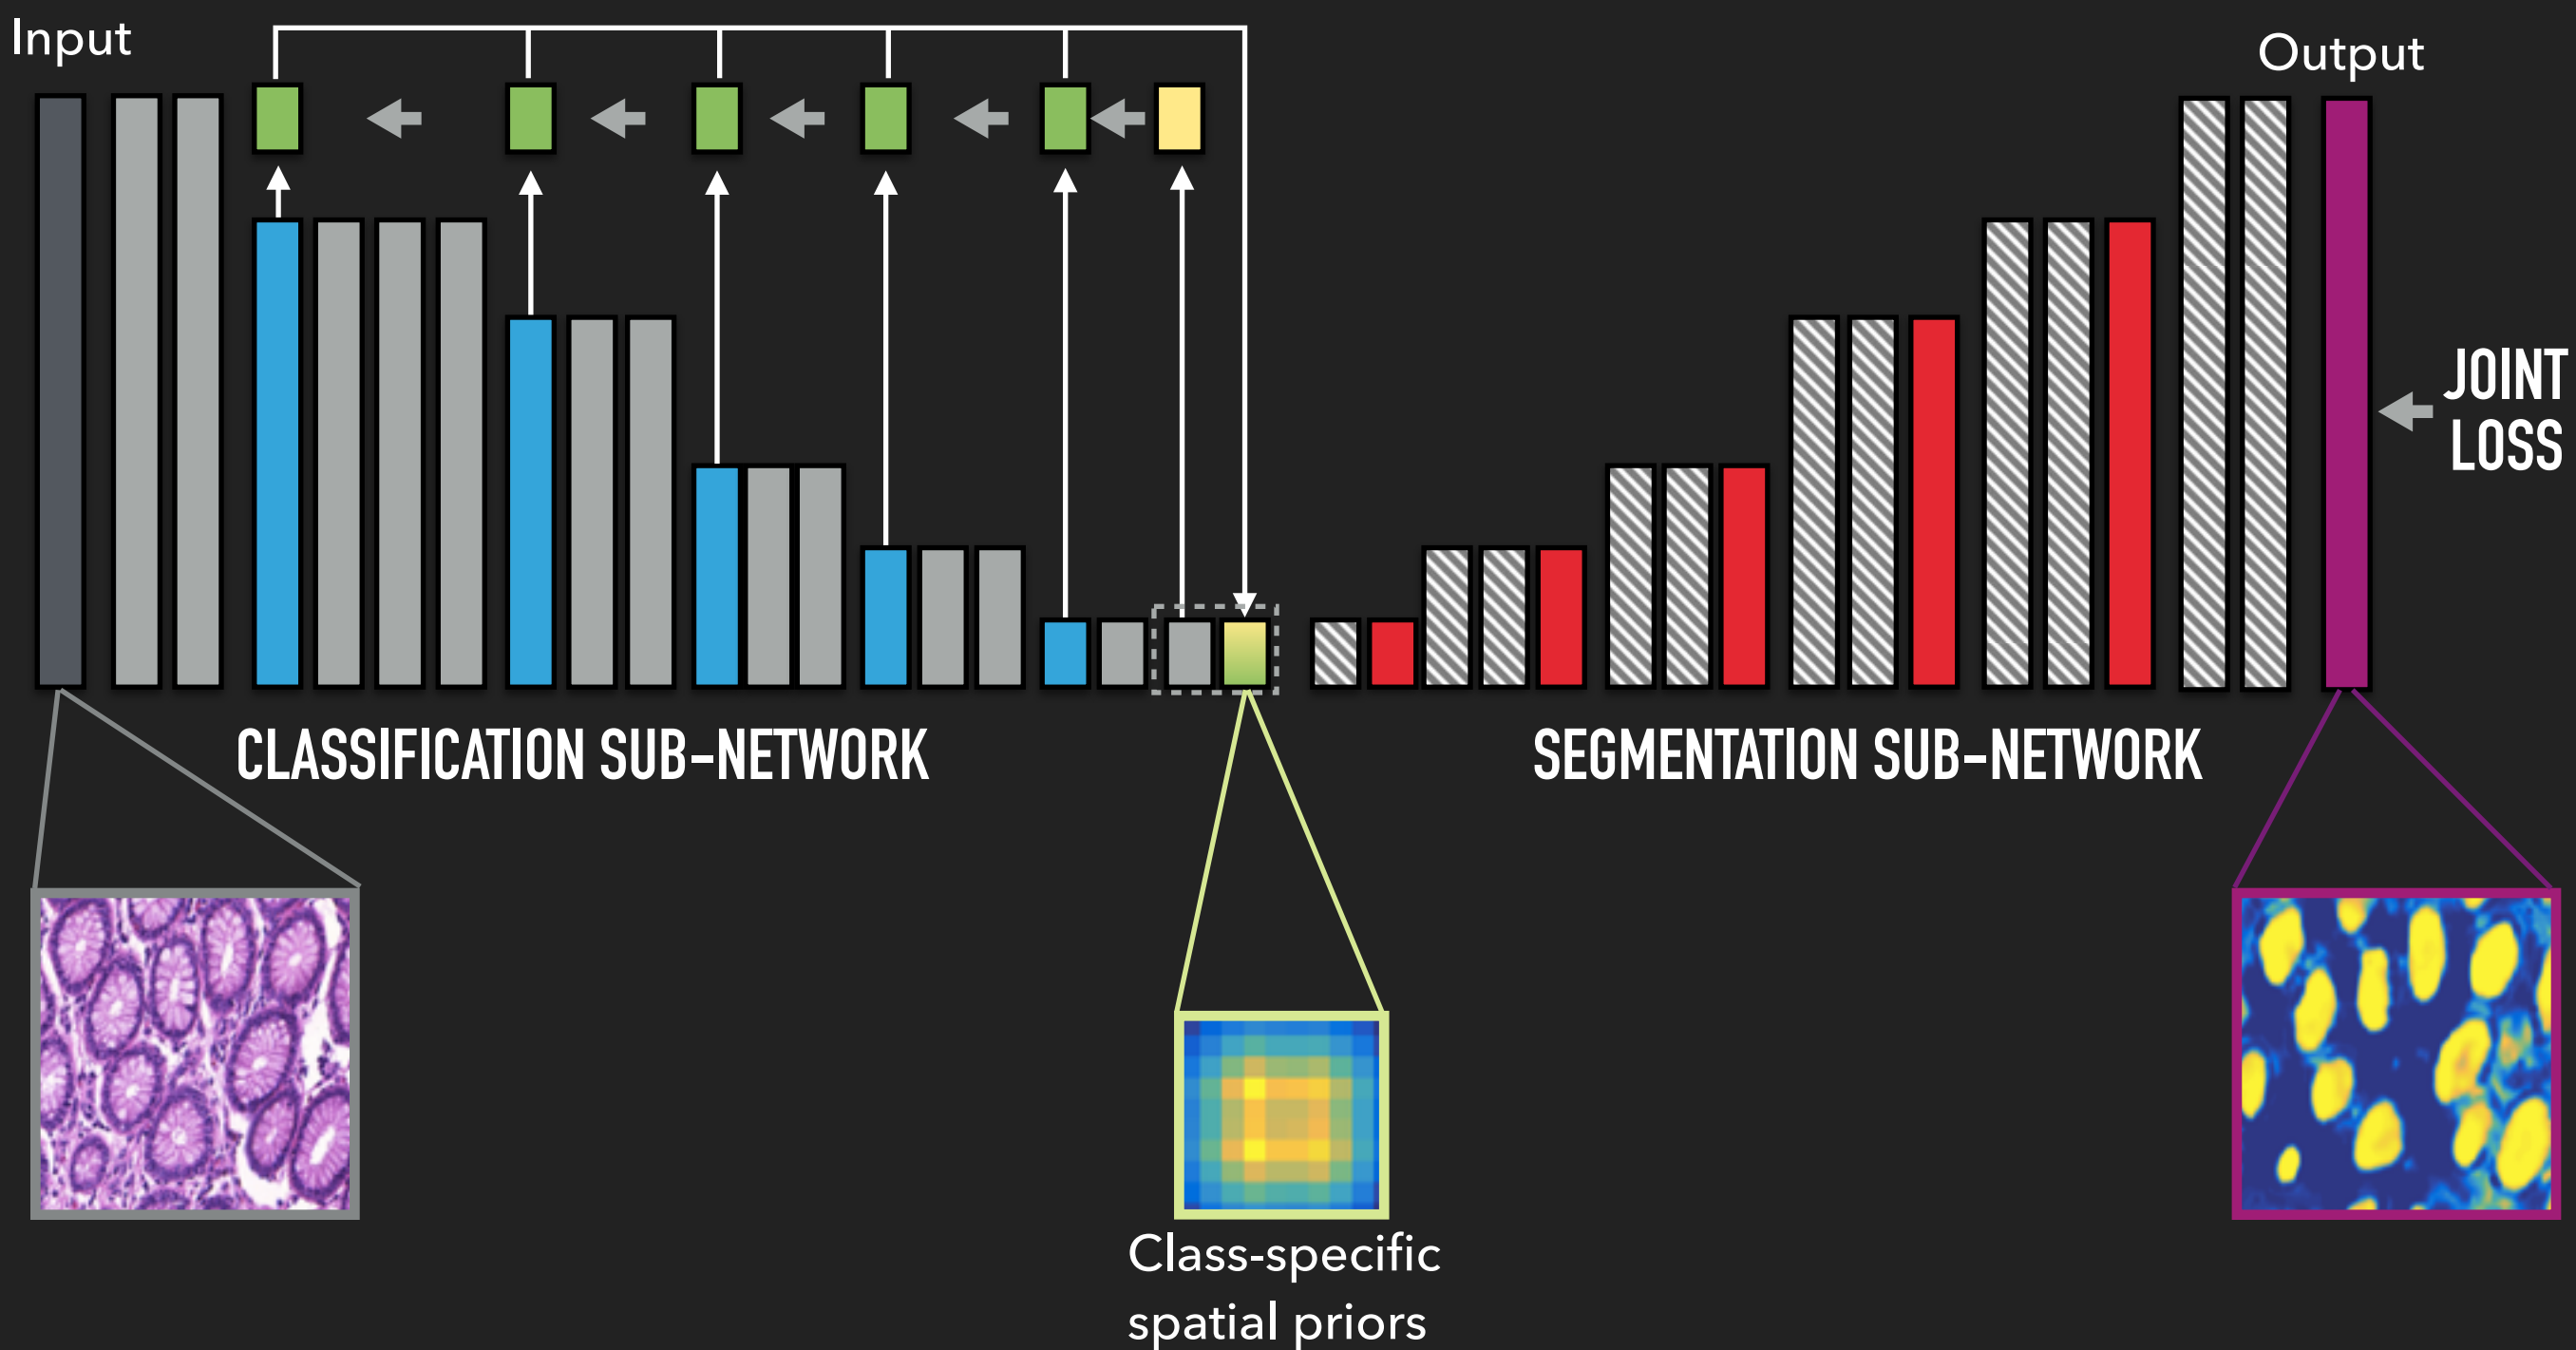 Input
Output
JOINT
LOSS
CLASSIFICATION SUB-NETWORK
SEGMENTATION SUB-NETWORK
Class-specific
spatial priors